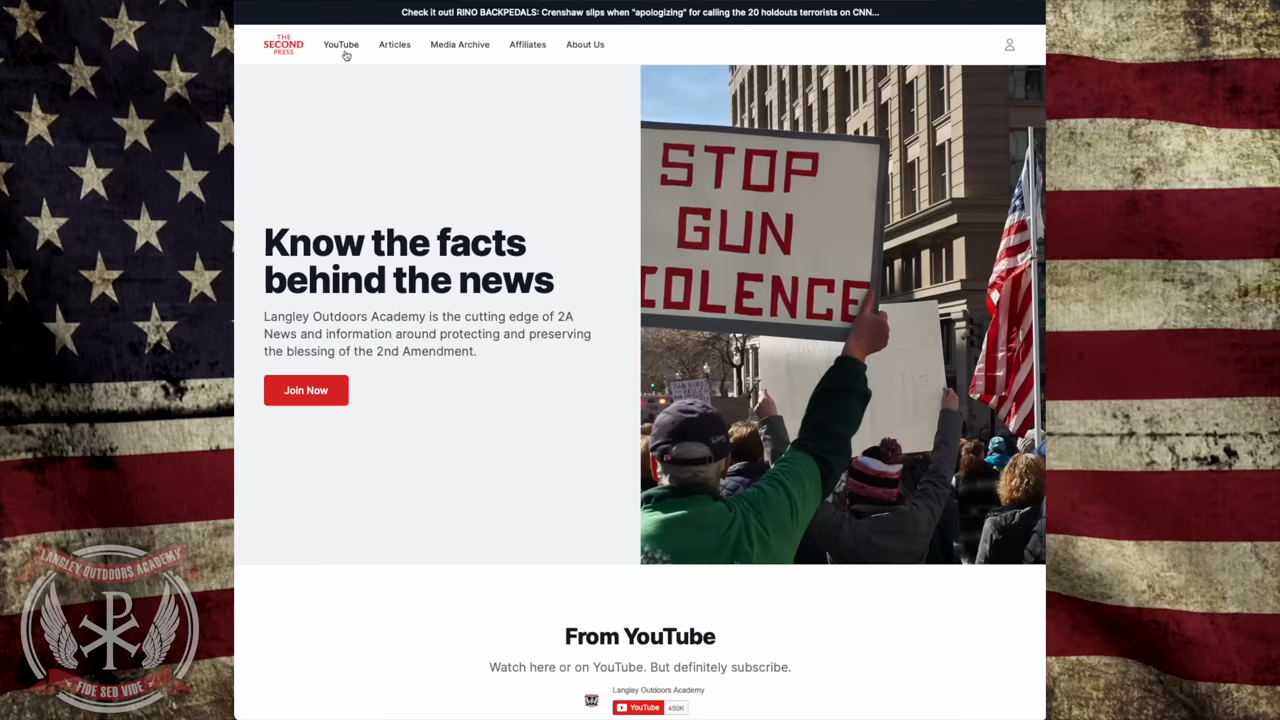 Check it out! RINO BACKPEDALS: Crenshaw slips when "apologizing" for calling the 20 holdouts terrorists on CNN...
THE
SECOND
PRESS
YouTube
Articles
Media Archive
Affiliates
About Us
Know the facts
behind the news
Langley Outdoors Academy is the cutting edge of 2A
News and information around protecting and preserving
the blessing of the 2nd Amendment.
Join Now
STOP
GUN
IOLENCE
From YouTube
Watch here or on YouTube. But definitely subscribe.
Langley Outdoors Academy
YouTube 450K
LANGLEY OUTDOORS ACADEMY
FIDE SED VIDE